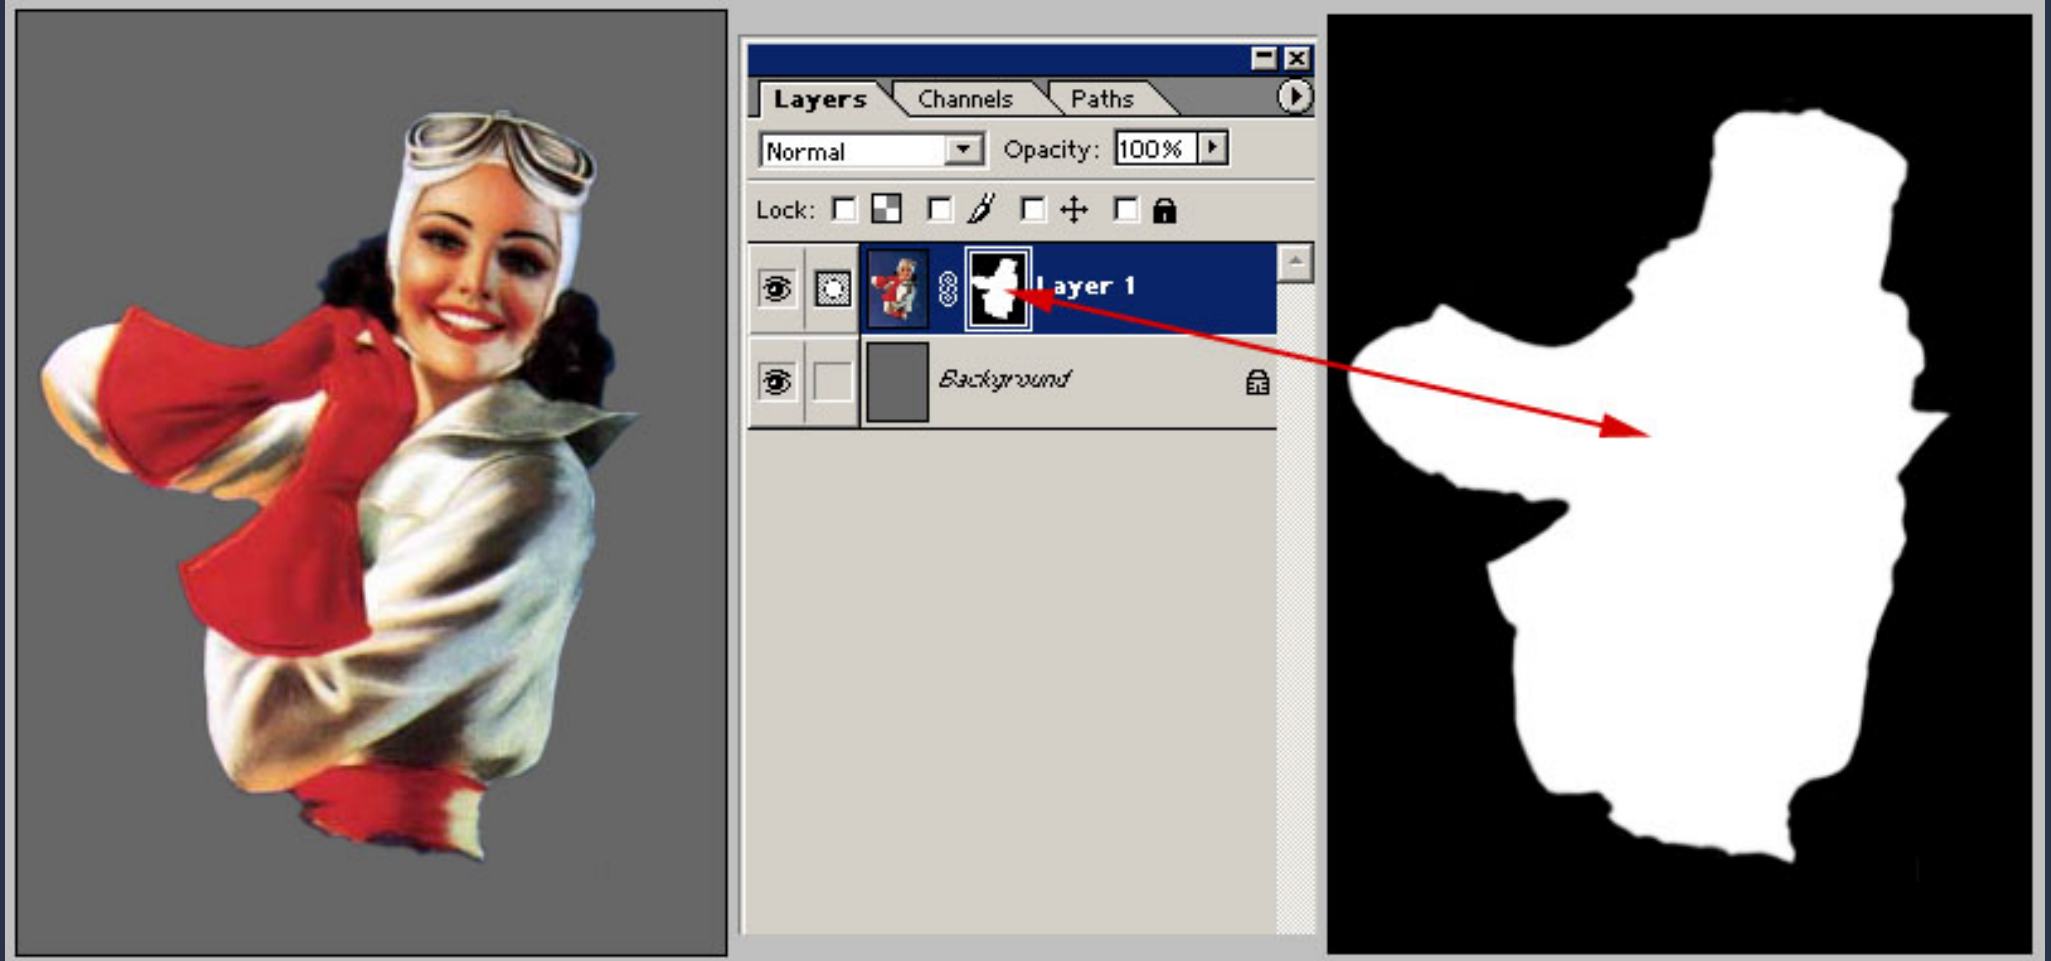 Layers Channels Paths
Normal Opacity: 100%
Lock:
Layer 1
Background